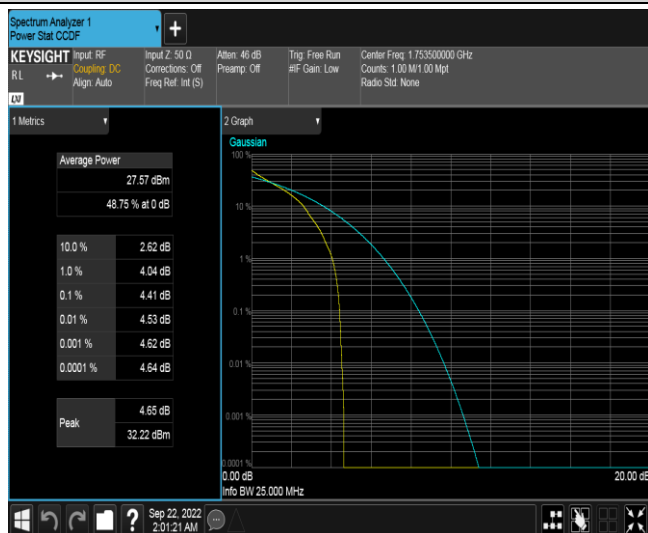 Spectrum Analyzer 1
Power Stat CCDF
KEYSIGHT
RL
LXI
Input: RF
Coupling: DC
Align: Auto
Input Z: 50 Ω
Corrections: Off
Freq Ref: Int (S)
Atten: 46 dB
Preamp: Off
Trig: Free Run
#IF Gain: Low
Center Freq: 1.753500000 GHz
Counts: 1.00 M/1.00 Mpt
Radio Std: None
1 Metrics
Average Power
27.57 dBm
48.75 % at 0 dB
10.0 % 2.62 dB
1.0 % 4.04 dB
0.1 % 4.41 dB
0.01 % 4.53 dB
0.001 % 4.62 dB
0.0001 % 4.64 dB
Peak
4.65 dB
32.22 dBm
2 Graph
Gaussian
100 %
10 %
1 %
0.1 %
0.01 %
0.001 %
0.0001 %
0.00 dB
20.00 dB
Info BW 25.000 MHz
?
Sep 22, 2022
2:01:21 AM